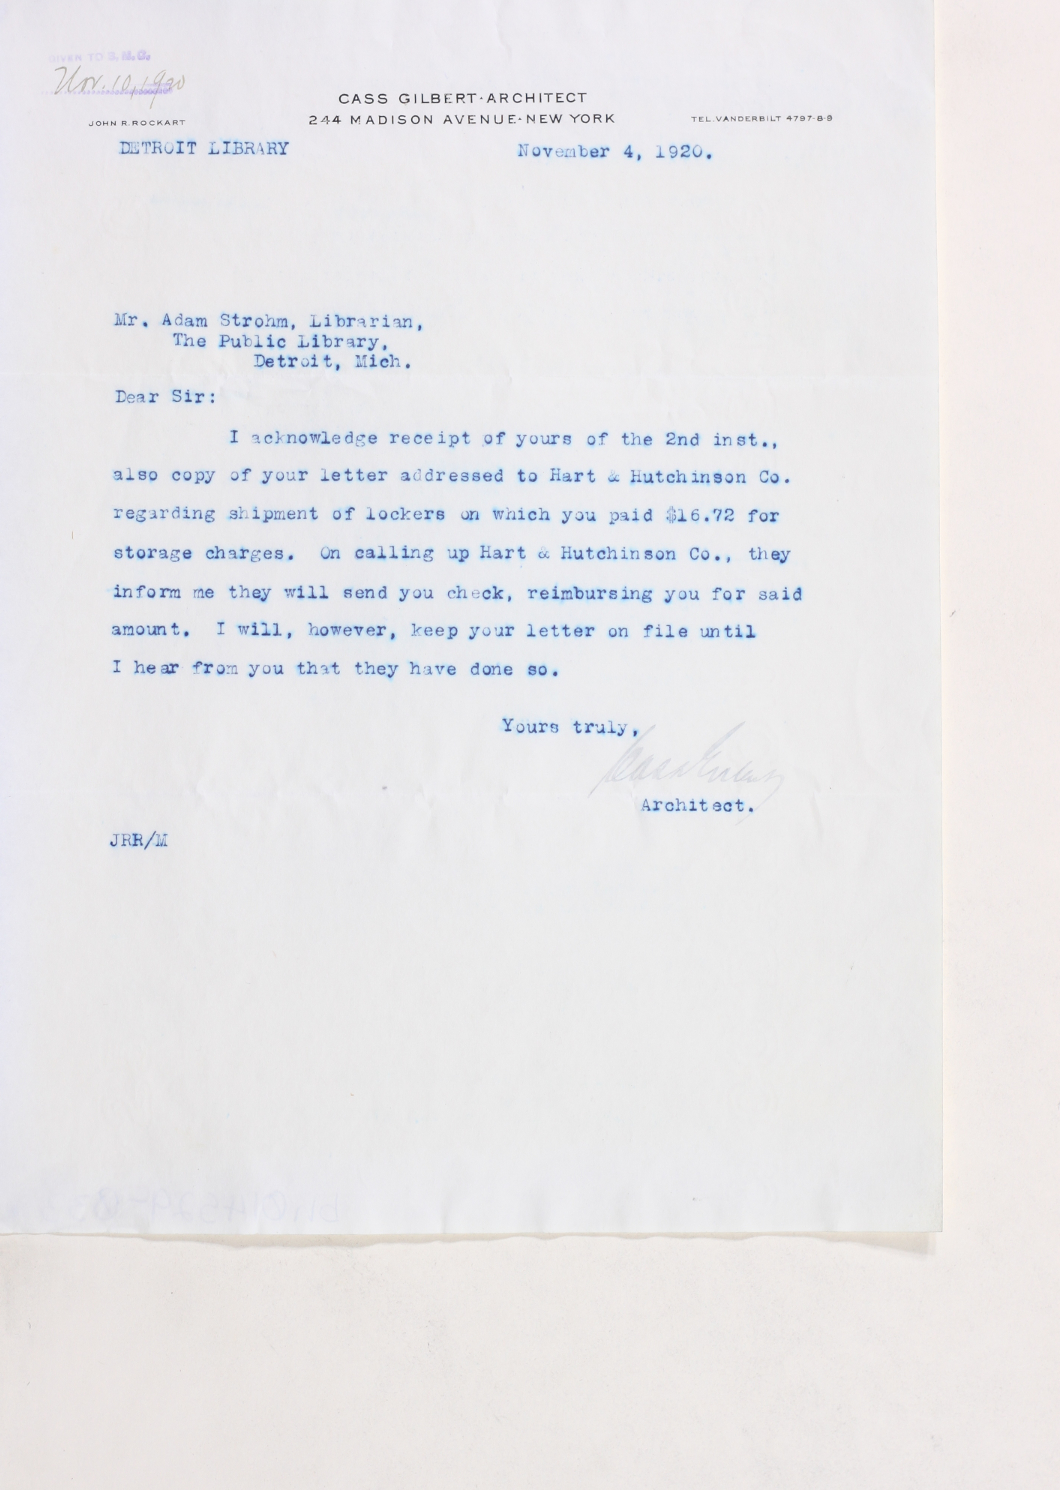 GIVEN TO
Nov. 10, 1920
CASS GILBERT·ARCHITECT
244 MADISON AVENUE·NEW YORK
JOHN R. ROCKART
TEL. VANDERBILT 4797-8-9
DETROIT LIBRARY
November 4, 1920.
Mr. Adam Strohm, Librarian,
The Public Library,
Detroit, Mich.
Dear Sir:
I acknowledge receipt of yours of the 2nd inst.,
also copy of your letter addressed to Hart & Hutchinson Co.
regarding shipment of lockers on which you paid $16.72 for
storage charges. On calling up Hart & Hutchinson Co., they
inform me they will send you check, reimbursing you for said
amount. I will, however, keep your letter on file until
I hear from you that they have done so.
Yours truly,
Cass Gilbert
Architect.
JRR/M